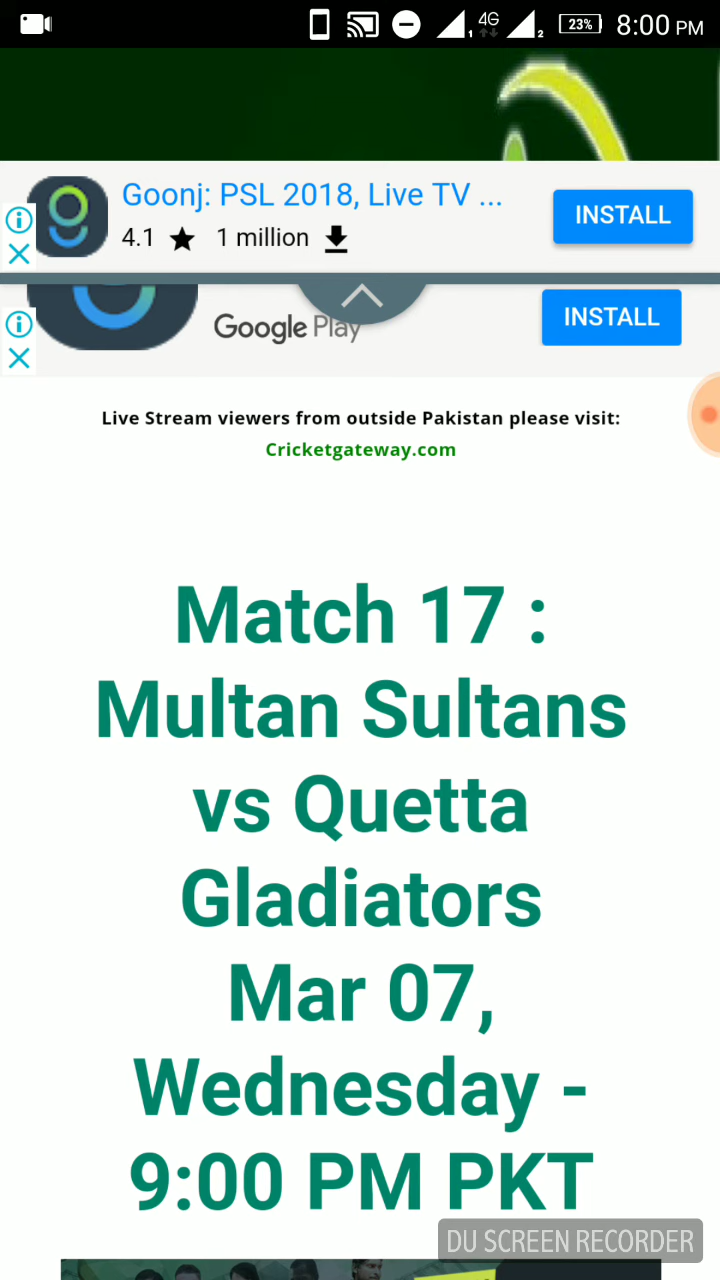 4G 1 2 23% 8:00 PM
Goonj: PSL 2018, Live TV ...
4.1 ★ 1 million
INSTALL
Google Play
INSTALL
Live Stream viewers from outside Pakistan please visit:
Cricketgateway.com
Match 17 :
Multan Sultans
vs Quetta
Gladiators
Mar 07,
Wednesday -
9:00 PM PKT
DU SCREEN RECORDER